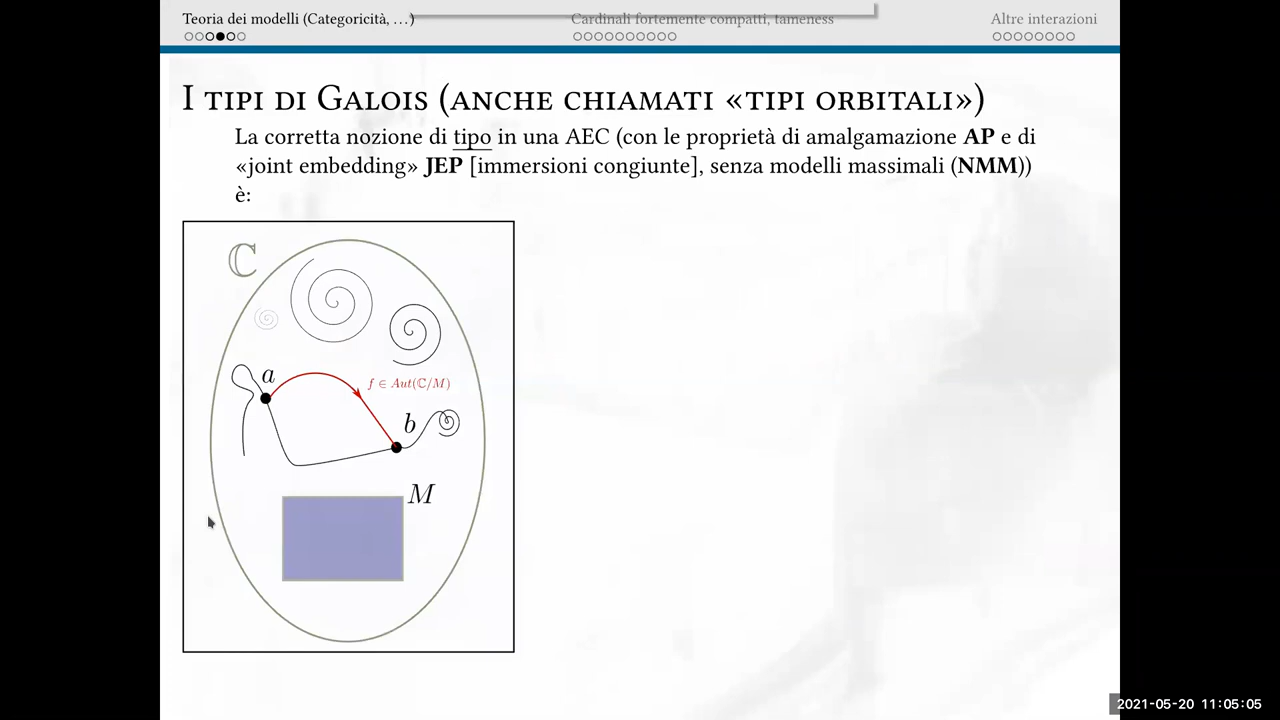 Teoria dei modelli (Categoricità, …)
Cardinali fortemente compatti, tameness
Altre interazioni
I tipi di Galois (anche chiamati «tipi orbitali»)
La corretta nozione di tipo in una AEC (con le proprietà di amalgamazione AP e di
«joint embedding» JEP [immersioni congiunte], senza modelli massimali (NMM))
è:
ℂ
a
f ∈ Aut(ℂ/M)
b
M
2021-05-20 11:05:05